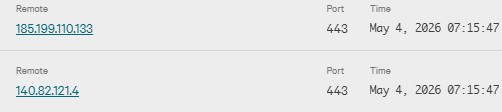 Remote Port Time
185.199.110.133 443 May 4, 2026 07:15:47
Remote Port Time
140.82.121.4 443 May 4, 2026 07:15:47